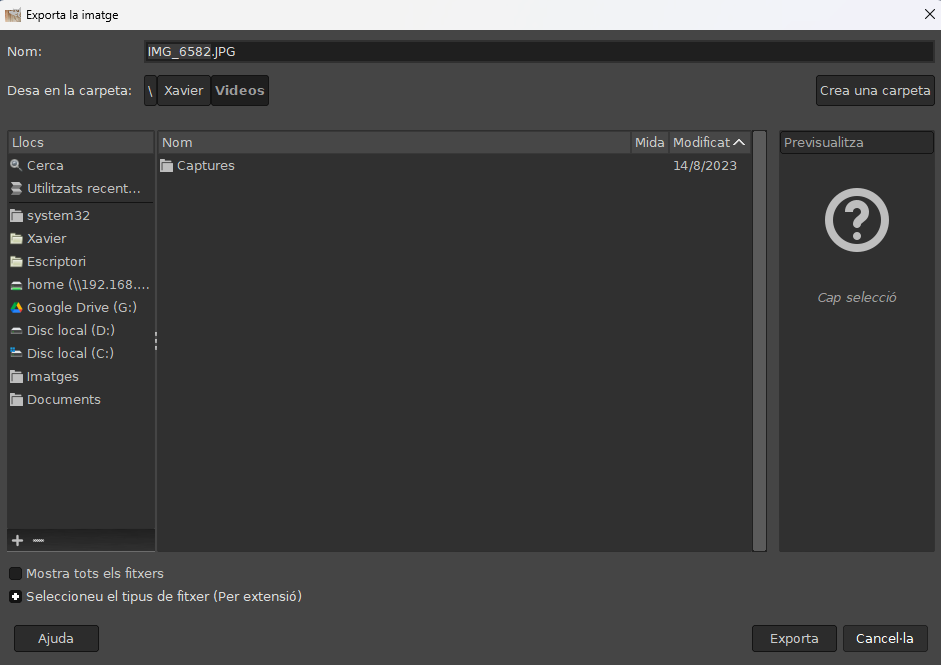 Exporta la imatge
Nom: IMG_6582.JPG
Desa en la carpeta: \ Xavier Videos Crea una carpeta
Llocs Nom Mida Modificat Previsualitza
Cerca Captures 14/8/2023
Utilitzats recent...
system32
Xavier
Escriptori
home (\\192.168....
Cap selecció
Google Drive (G:)
Disc local (D:)
Disc local (C:)
Imatges
Documents
Mostra tots els fitxers
Seleccioneu el tipus de fitxer (Per extensió)
Ajuda Exporta Cancel·la